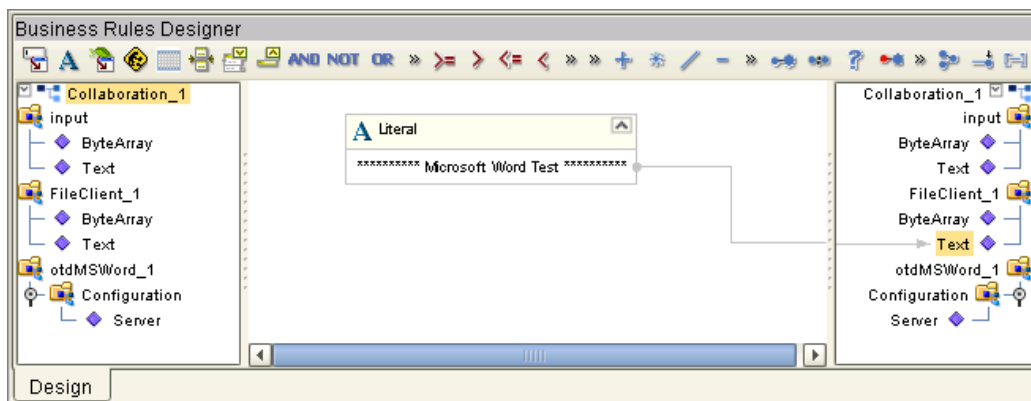 Business Rules Designer
A AND NOT OR » >= > <= < » » + * / - » ? » »
Collaboration_1
input
ByteArray
Text
FileClient_1
ByteArray
Text
otdMSWord_1
Configuration
Server
A Literal
********** Microsoft Word Test **********
Collaboration_1
input
ByteArray
Text
FileClient_1
ByteArray
Text
otdMSWord_1
Configuration
Server
Design